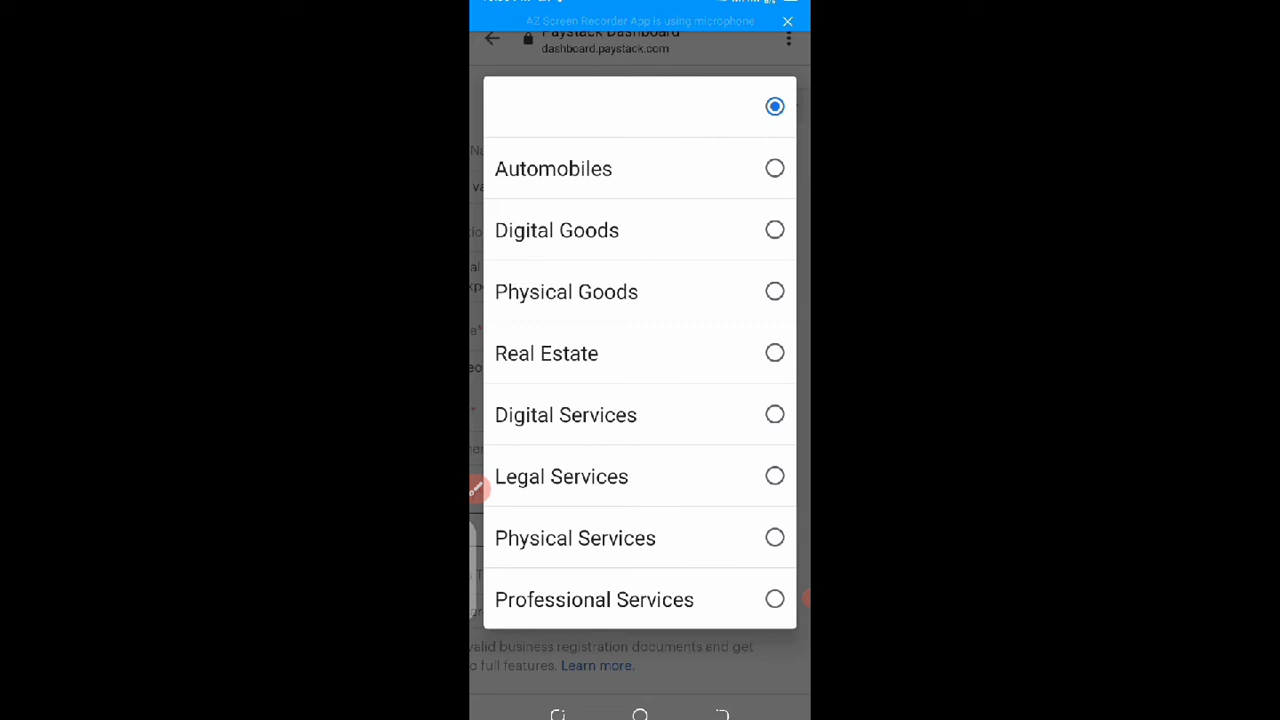 AZ Screen Recorder App is using microphone
Paystack Dashboard
dashboard.paystack.com
Automobiles
Digital Goods
Physical Goods
Real Estate
Digital Services
Legal Services
Physical Services
Professional Services
valid business registration documents and get
full features. Learn more.